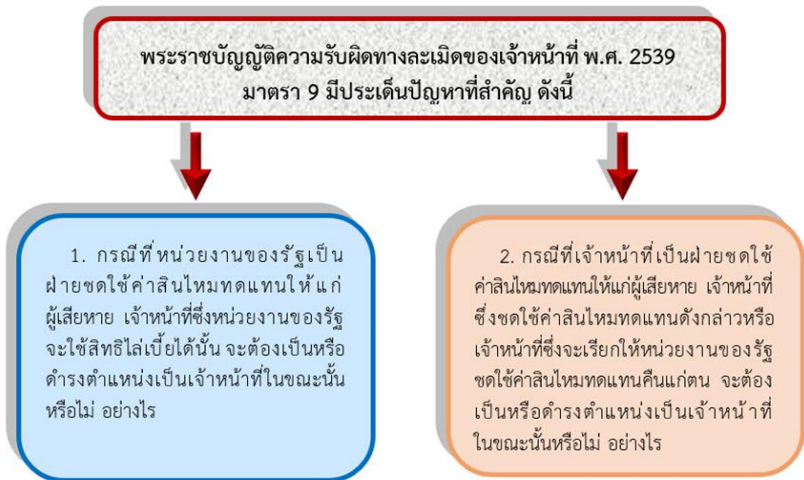 พระราชบัญญัติความรับผิดทางละเมิดของเจ้าหน้าที่ พ.ศ. 2539
มาตรา 9 มีประเด็นปัญหาที่สำคัญ ดังนี้
1. กรณีที่หน่วยงานของรัฐเป็น
ฝ่ายชดใช้ค่าสินไหมทดแทนให้แก่
ผู้เสียหาย เจ้าหน้าที่ซึ่งหน่วยงานของรัฐ
จะใช้สิทธิไล่เบี้ยได้นั้น จะต้องเป็นหรือ
ดำรงตำแหน่งเป็นเจ้าหน้าที่ในขณะนั้น
หรือไม่ อย่างไร
2. กรณีที่เจ้าหน้าที่เป็นฝ่ายชดใช้
ค่าสินไหมทดแทนให้แก่ผู้เสียหาย เจ้าหน้าที่
ซึ่งชดใช้ค่าสินไหมทดแทนดังกล่าวหรือ
เจ้าหน้าที่ซึ่งจะเรียกให้หน่วยงานของรัฐ
ชดใช้ค่าสินไหมทดแทนคืนแก่ตน จะต้อง
เป็นหรือดำรงตำแหน่งเป็นเจ้าหน้าที่
ในขณะนั้นหรือไม่ อย่างไร